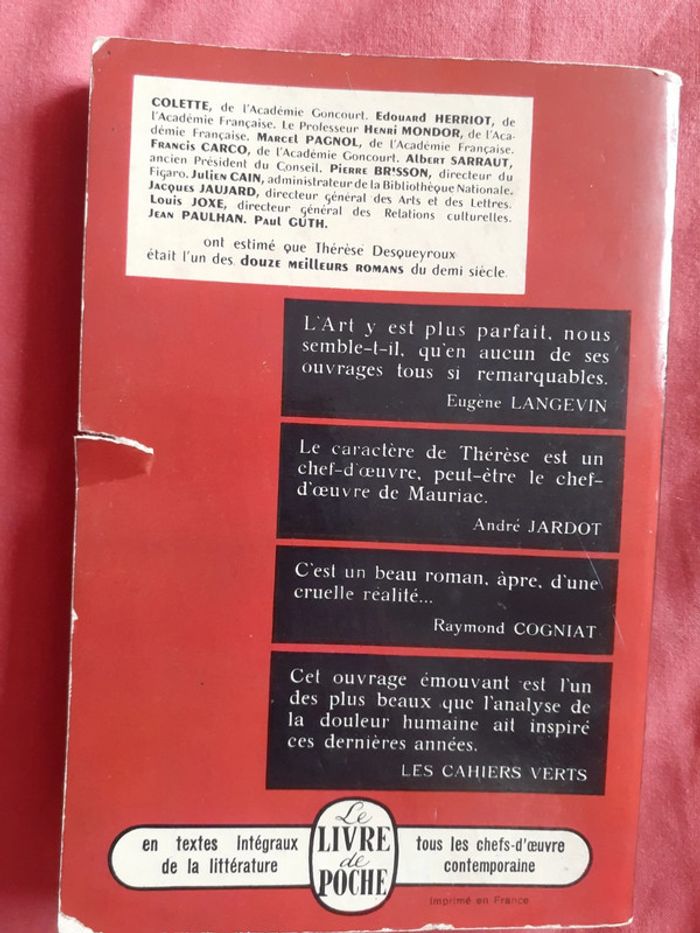 COLETTE, de l'Académie Goncourt. Edouard HERRIOT, de
l'Académie Française. Le Professeur Henri MONDOR, de l'Aca-
démie Française. Marcel PAGNOL, de l'Académie Française.
Francis CARCO, de l'Académie Goncourt. Albert SARRAUT,
ancien Président du Conseil. Pierre BRISSON, directeur du
Figaro. Julien CAIN, administrateur de la Bibliothèque Nationale.
Jacques JAUJARD, directeur général des Arts et des Lettres.
Louis JOXE, directeur général des Relations culturelles.
Jean PAULHAN. Paul GUTH.
ont estimé que Thérèse Desqueyroux
était l'un des douze meilleurs romans du demi siècle
L'Art y est plus parfait, nous
semble-t-il, qu'en aucun de ses
ouvrages tous si remarquables.
Eugène LANGEVIN
Le caractère de Thérèse est un
chef-d'œuvre, peut-être le chef-
d'œuvre de Mauriac.
André JARDOT
C'est un beau roman, âpre, d'une
cruelle réalité...
Raymond COGNIAT
Cet ouvrage émouvant est l'un
des plus beaux que l'analyse de
la douleur humaine ait inspiré
ces dernières années.
LES CAHIERS VERTS
en textes Intégraux
de la littérature
Le
LIVRE
de
POCHE
tous les chefs-d'œuvre
contemporaine
Imprimé en France